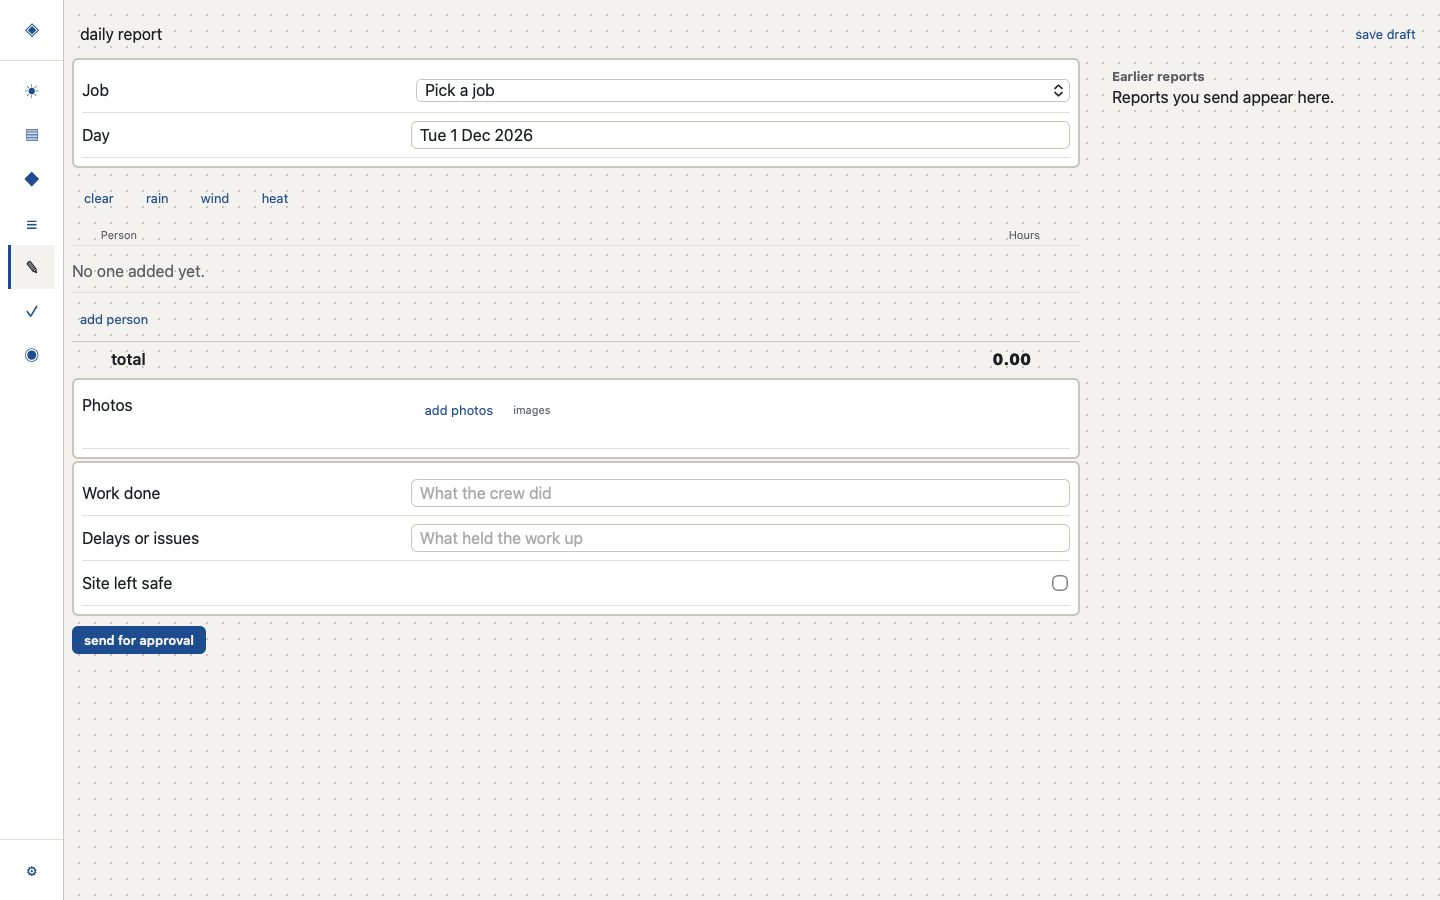 daily report
save draft
Job
Pick a job
Day
Tue 1 Dec 2026
clear
rain
wind
heat
Person
Hours
No one added yet.
add person
total
0.00
Photos
add photos
images
Work done
What the crew did
Delays or issues
What held the work up
Site left safe
send for approval
Earlier reports
Reports you send appear here.